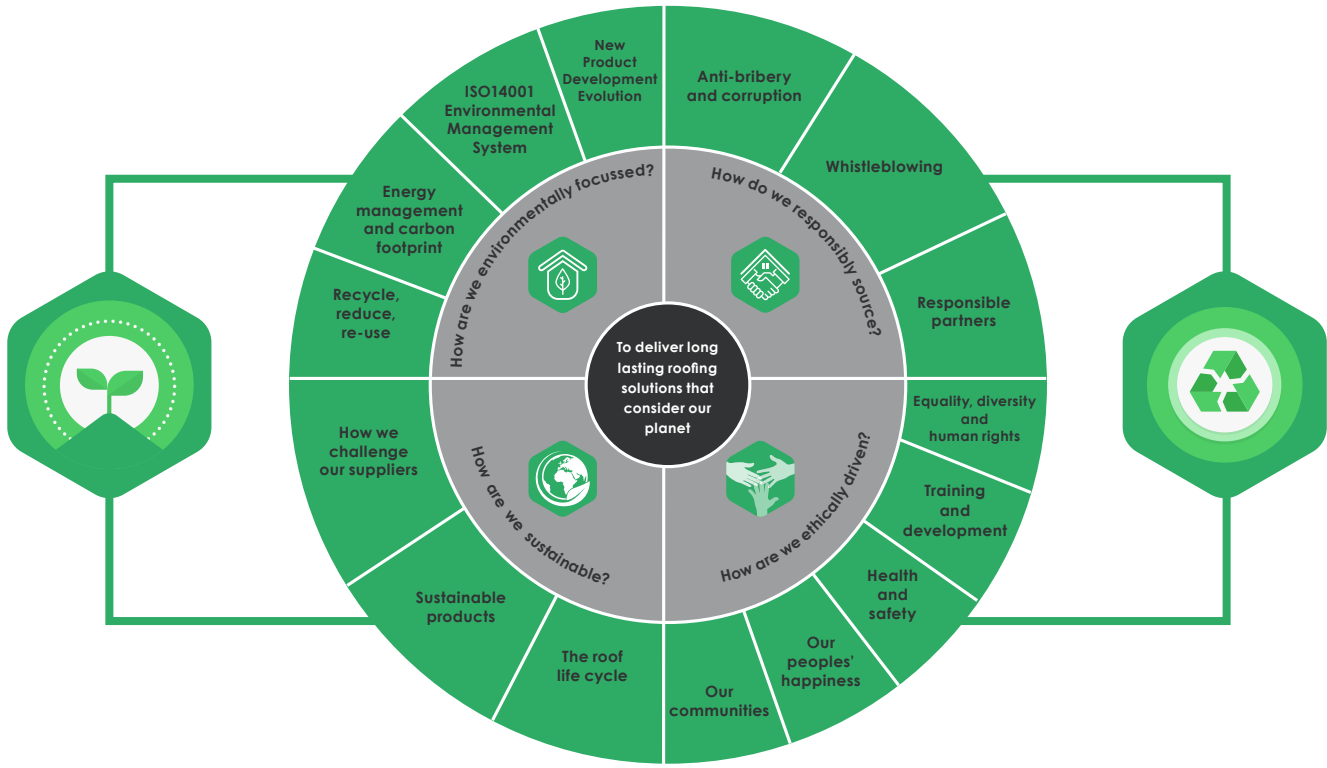 New
Product
Development
Evolution
Anti-bribery
and corruption
ISO14001
Environmental
Management
System
Whistleblowing
Energy
management
and carbon
footprint
How are we environmentally focussed?
How do we responsibly source?
Recycle,
reduce,
re-use
Responsible
partners
To deliver long
lasting roofing
solutions that
consider our
planet
Equality, diversity
and
human rights
How we
challenge
our suppliers
How are we sustainable?
How are we ethically driven?
Training
and
development
Health
and
safety
Sustainable
products
The roof
life cycle
Our
peoples'
happiness
Our
communities